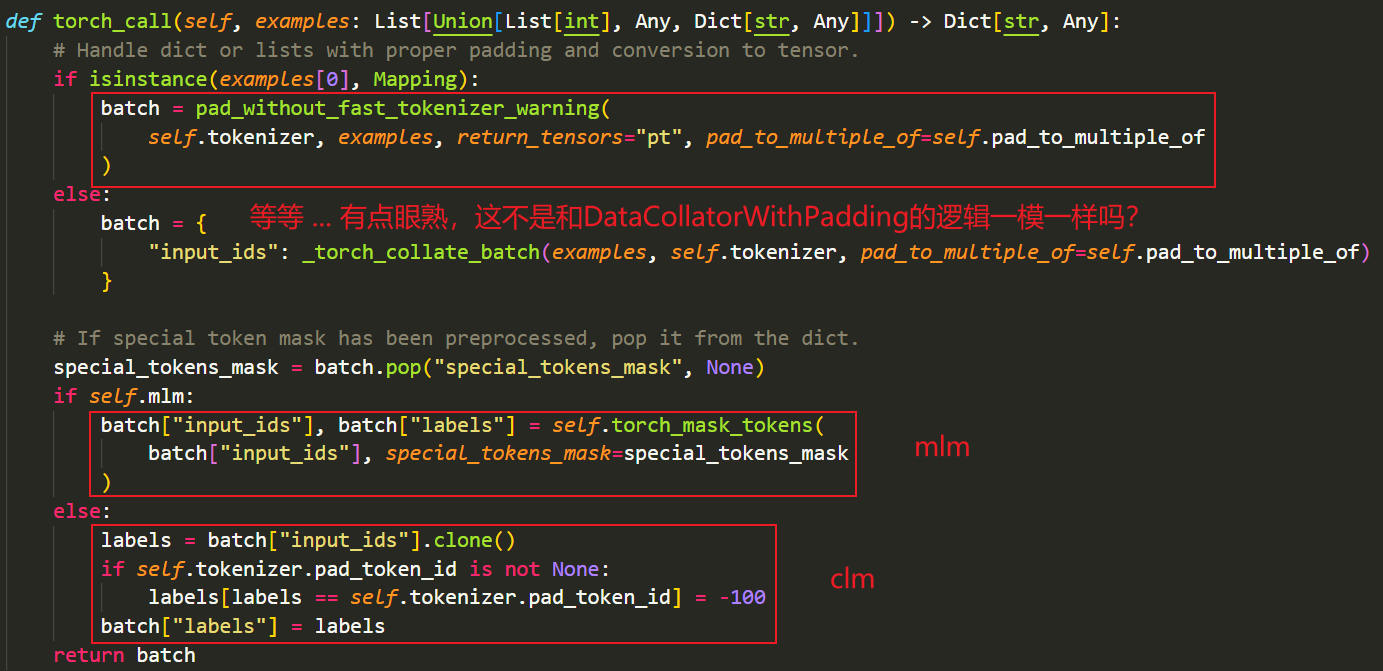 def torch_call(self, examples: List[Union[List[int], Any, Dict[str, Any]]]) -> Dict[str, Any]:
    # Handle dict or lists with proper padding and conversion to tensor.
    if isinstance(examples[0], Mapping):
        batch = pad_without_fast_tokenizer_warning(
            self.tokenizer, examples, return_tensors="pt", pad_to_multiple_of=self.pad_to_multiple_of
        )
    else:
        batch = {
等等 ... 有点眼熟，这不是和DataCollatorWithPadding的逻辑一模一样吗？
            "input_ids": _torch_collate_batch(examples, self.tokenizer, pad_to_multiple_of=self.pad_to_multiple_of)
        }
    # If special token mask has been preprocessed, pop it from the dict.
    special_tokens_mask = batch.pop("special_tokens_mask", None)
    if self.mlm:
        batch["input_ids"], batch["labels"] = self.torch_mask_tokens(
            batch["input_ids"], special_tokens_mask=special_tokens_mask
        )
mlm
    else:
        labels = batch["input_ids"].clone()
        if self.tokenizer.pad_token_id is not None:
            labels[labels == self.tokenizer.pad_token_id] = -100
        batch["labels"] = labels
clm
    return batch